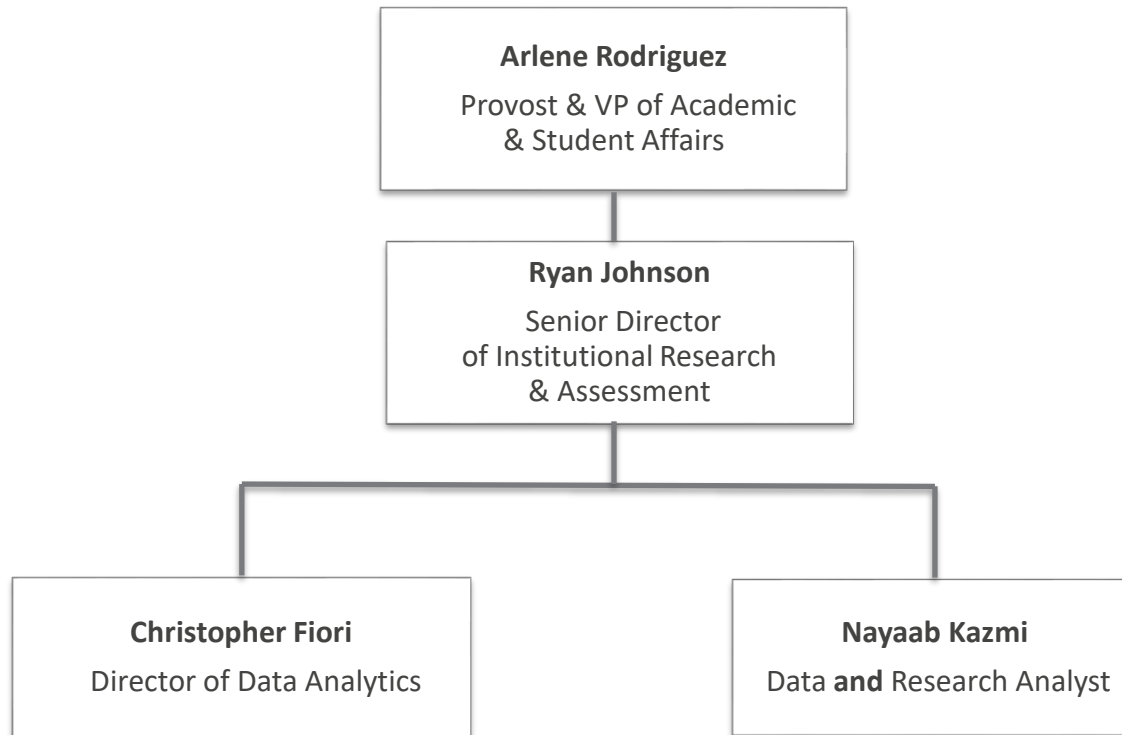 Arlene Rodriguez
Provost & VP of Academic
& Student Affairs
Ryan Johnson
Senior Director
of Institutional Research
& Assessment
Christopher Fiori
Director of Data Analytics
Nayaab Kazmi
Data and Research Analyst